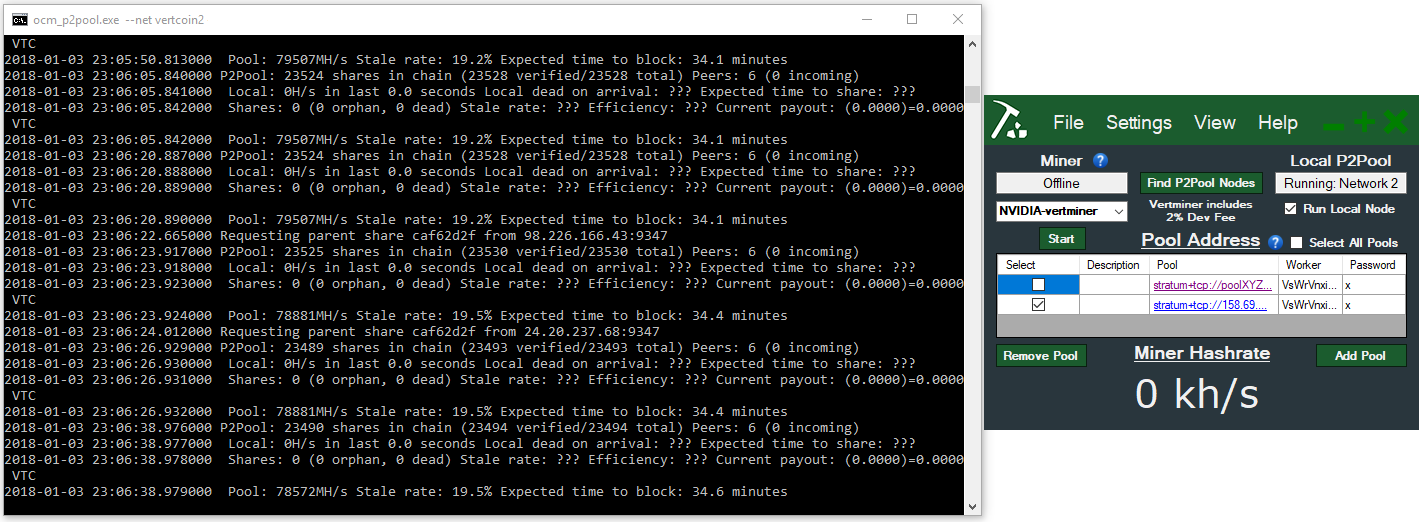 ocm_p2pool.exe --net vertcoin2
VTC
2018-01-03 23:05:50.813000  Pool: 79507MH/s Stale rate: 19.2% Expected time to block: 34.1 minutes
2018-01-03 23:06:05.840000 P2Pool: 23524 shares in chain (23528 verified/23528 total) Peers: 6 (0 incoming)
2018-01-03 23:06:05.841000  Local: 0H/s in last 0.0 seconds Local dead on arrival: ??? Expected time to share: ???
2018-01-03 23:06:05.842000  Shares: 0 (0 orphan, 0 dead) Stale rate: ??? Efficiency: ??? Current payout: (0.0000)=0.0000
VTC
2018-01-03 23:06:05.842000  Pool: 79507MH/s Stale rate: 19.2% Expected time to block: 34.1 minutes
2018-01-03 23:06:20.887000 P2Pool: 23524 shares in chain (23528 verified/23528 total) Peers: 6 (0 incoming)
2018-01-03 23:06:20.888000  Local: 0H/s in last 0.0 seconds Local dead on arrival: ??? Expected time to share: ???
2018-01-03 23:06:20.889000  Shares: 0 (0 orphan, 0 dead) Stale rate: ??? Efficiency: ??? Current payout: (0.0000)=0.0000
VTC
2018-01-03 23:06:20.890000  Pool: 79507MH/s Stale rate: 19.2% Expected time to block: 34.1 minutes
2018-01-03 23:06:22.665000 Requesting parent share caf62d2f from 98.226.166.43:9347
2018-01-03 23:06:23.917000 P2Pool: 23525 shares in chain (23530 verified/23530 total) Peers: 6 (0 incoming)
2018-01-03 23:06:23.918000  Local: 0H/s in last 0.0 seconds Local dead on arrival: ??? Expected time to share: ???
2018-01-03 23:06:23.923000  Shares: 0 (0 orphan, 0 dead) Stale rate: ??? Efficiency: ??? Current payout: (0.0000)=0.0000
VTC
2018-01-03 23:06:23.924000  Pool: 78881MH/s Stale rate: 19.5% Expected time to block: 34.4 minutes
2018-01-03 23:06:24.012000 Requesting parent share caf62d2f from 24.20.237.68:9347
2018-01-03 23:06:26.929000 P2Pool: 23489 shares in chain (23493 verified/23493 total) Peers: 6 (0 incoming)
2018-01-03 23:06:26.930000  Local: 0H/s in last 0.0 seconds Local dead on arrival: ??? Expected time to share: ???
2018-01-03 23:06:26.931000  Shares: 0 (0 orphan, 0 dead) Stale rate: ??? Efficiency: ??? Current payout: (0.0000)=0.0000
VTC
2018-01-03 23:06:26.932000  Pool: 78881MH/s Stale rate: 19.5% Expected time to block: 34.4 minutes
2018-01-03 23:06:38.976000 P2Pool: 23490 shares in chain (23494 verified/23494 total) Peers: 6 (0 incoming)
2018-01-03 23:06:38.977000  Local: 0H/s in last 0.0 seconds Local dead on arrival: ??? Expected time to share: ???
2018-01-03 23:06:38.978000  Shares: 0 (0 orphan, 0 dead) Stale rate: ??? Efficiency: ??? Current payout: (0.0000)=0.0000
VTC
2018-01-03 23:06:38.979000  Pool: 78572MH/s Stale rate: 19.5% Expected time to block: 34.6 minutes
File Settings View Help
Miner ? Local P2Pool
Offline Find P2Pool Nodes Running: Network 2
NVIDIA-vertminer Vertminer includes
2% Dev Fee
Run Local Node
Start Pool Address ? Select All Pools
Select Description Pool Worker Password
stratum+tcp://poolXYZ... VsWrVnxi... x
stratum+tcp://158.69.... VsWrVnxi... x
Remove Pool Miner Hashrate Add Pool
0 kh/s